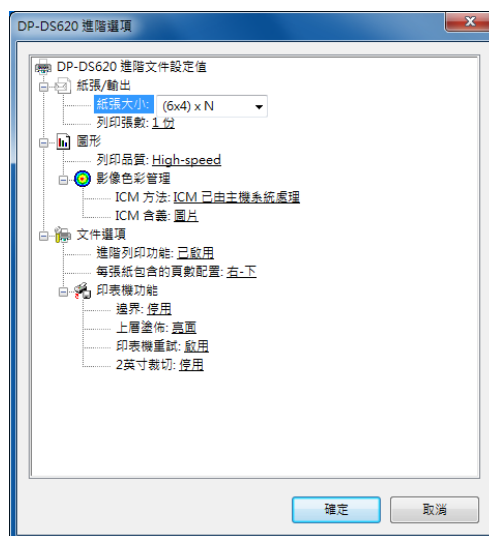 DP-DS620 進階選項
DP-DS620 進階文件設定值
紙張/輸出
紙張大小: (6x4) x N
列印張數: 1 份
圖形
列印品質: High-speed
影像色彩管理
ICM 方法: ICM 已由主機系統處理
ICM 含義: 圖片
文件選項
進階列印功能: 已啟用
每張紙包含的頁數配置: 右-下
印表機功能
邊界: 停用
上層塗佈: 亮面
印表機重試: 啟用
2英寸裁切: 停用
確定 取消